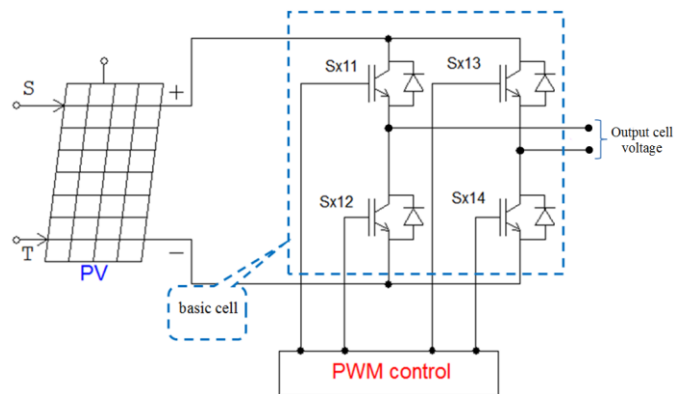 S
+
T
−
PV
Sx11
Sx13
Sx12
Sx14
Output cell
voltage
basic cell
PWM control